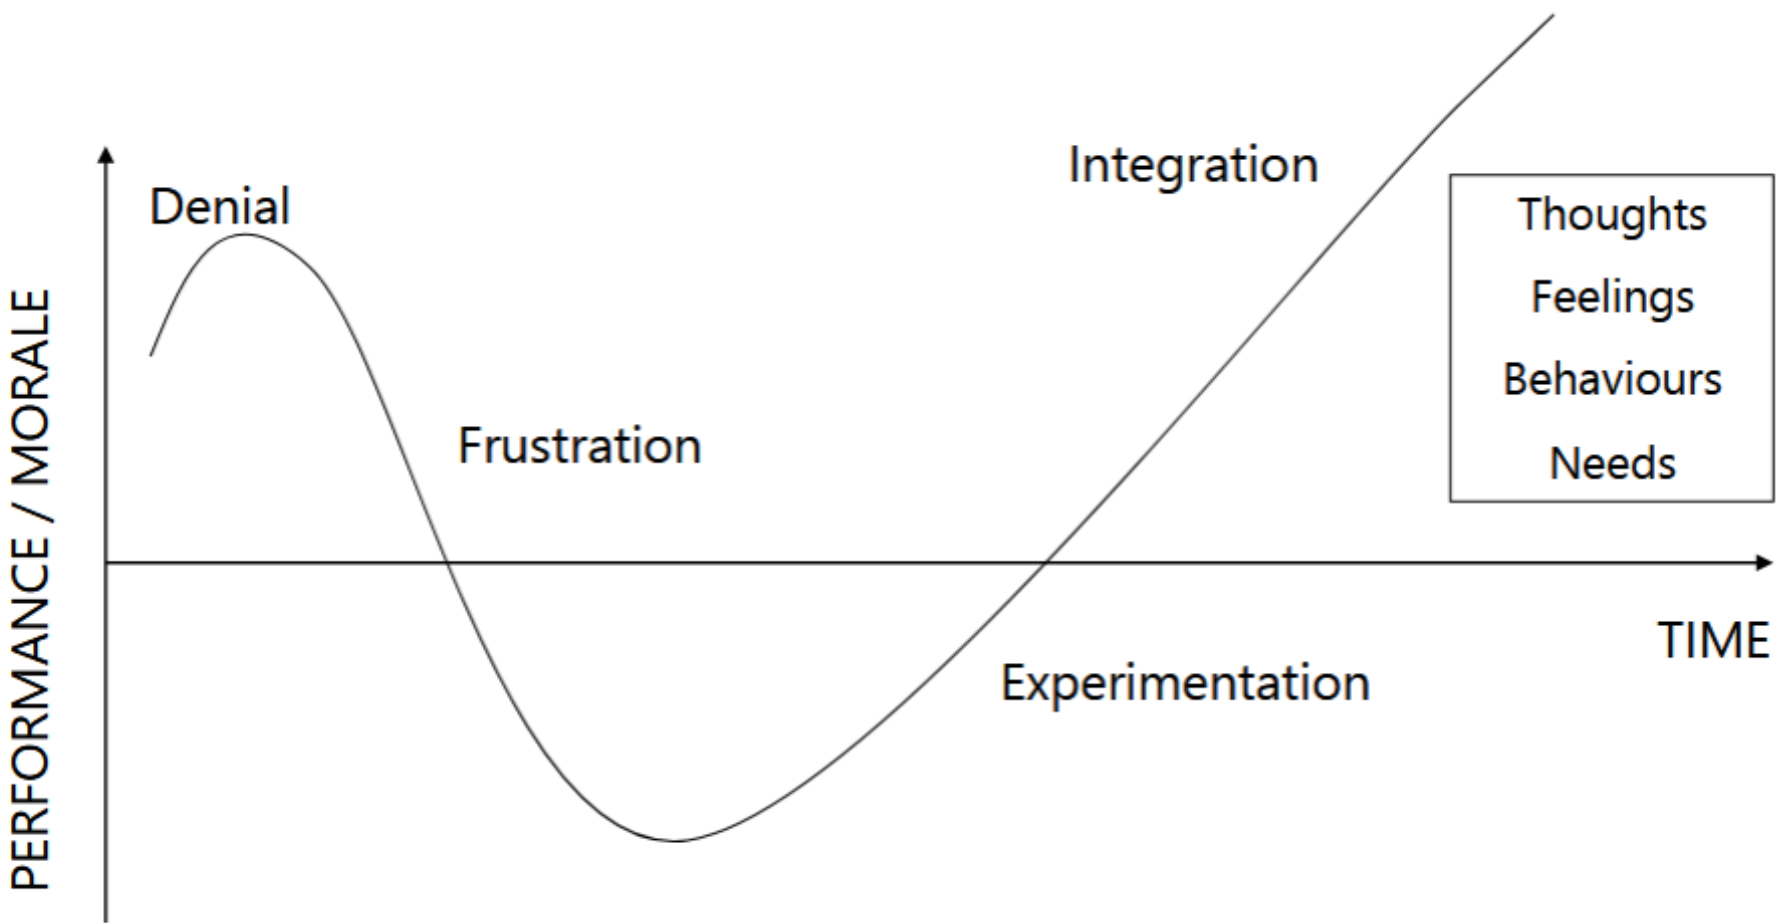 Denial
Frustration
Integration
Experimentation
Thoughts
Feelings
Behaviours
Needs
TIME
PERFORMANCE / MORALE